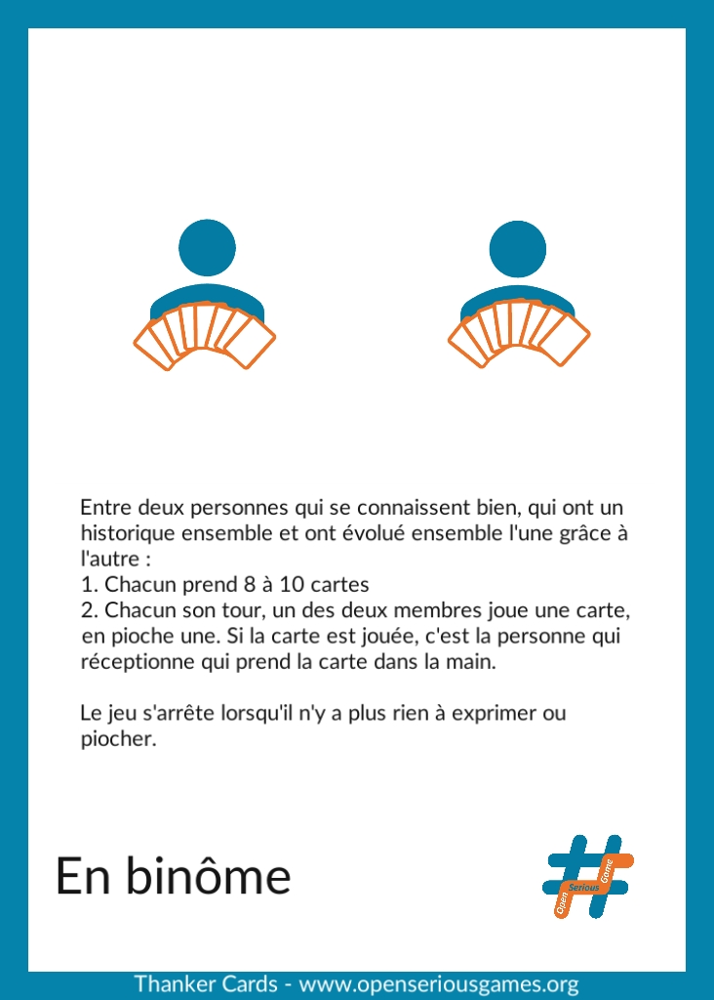 Entre deux personnes qui se connaissent bien, qui ont un
historique ensemble et ont évolué ensemble l'une grâce à
l'autre :
1. Chacun prend 8 à 10 cartes
2. Chacun son tour, un des deux membres joue une carte,
en pioche une. Si la carte est jouée, c'est la personne qui
réceptionne qui prend la carte dans la main.
Le jeu s'arrête lorsqu'il n'y a plus rien à exprimer ou
piocher.
En binôme
Open Serious Game
Thanker Cards - www.openseriousgames.org